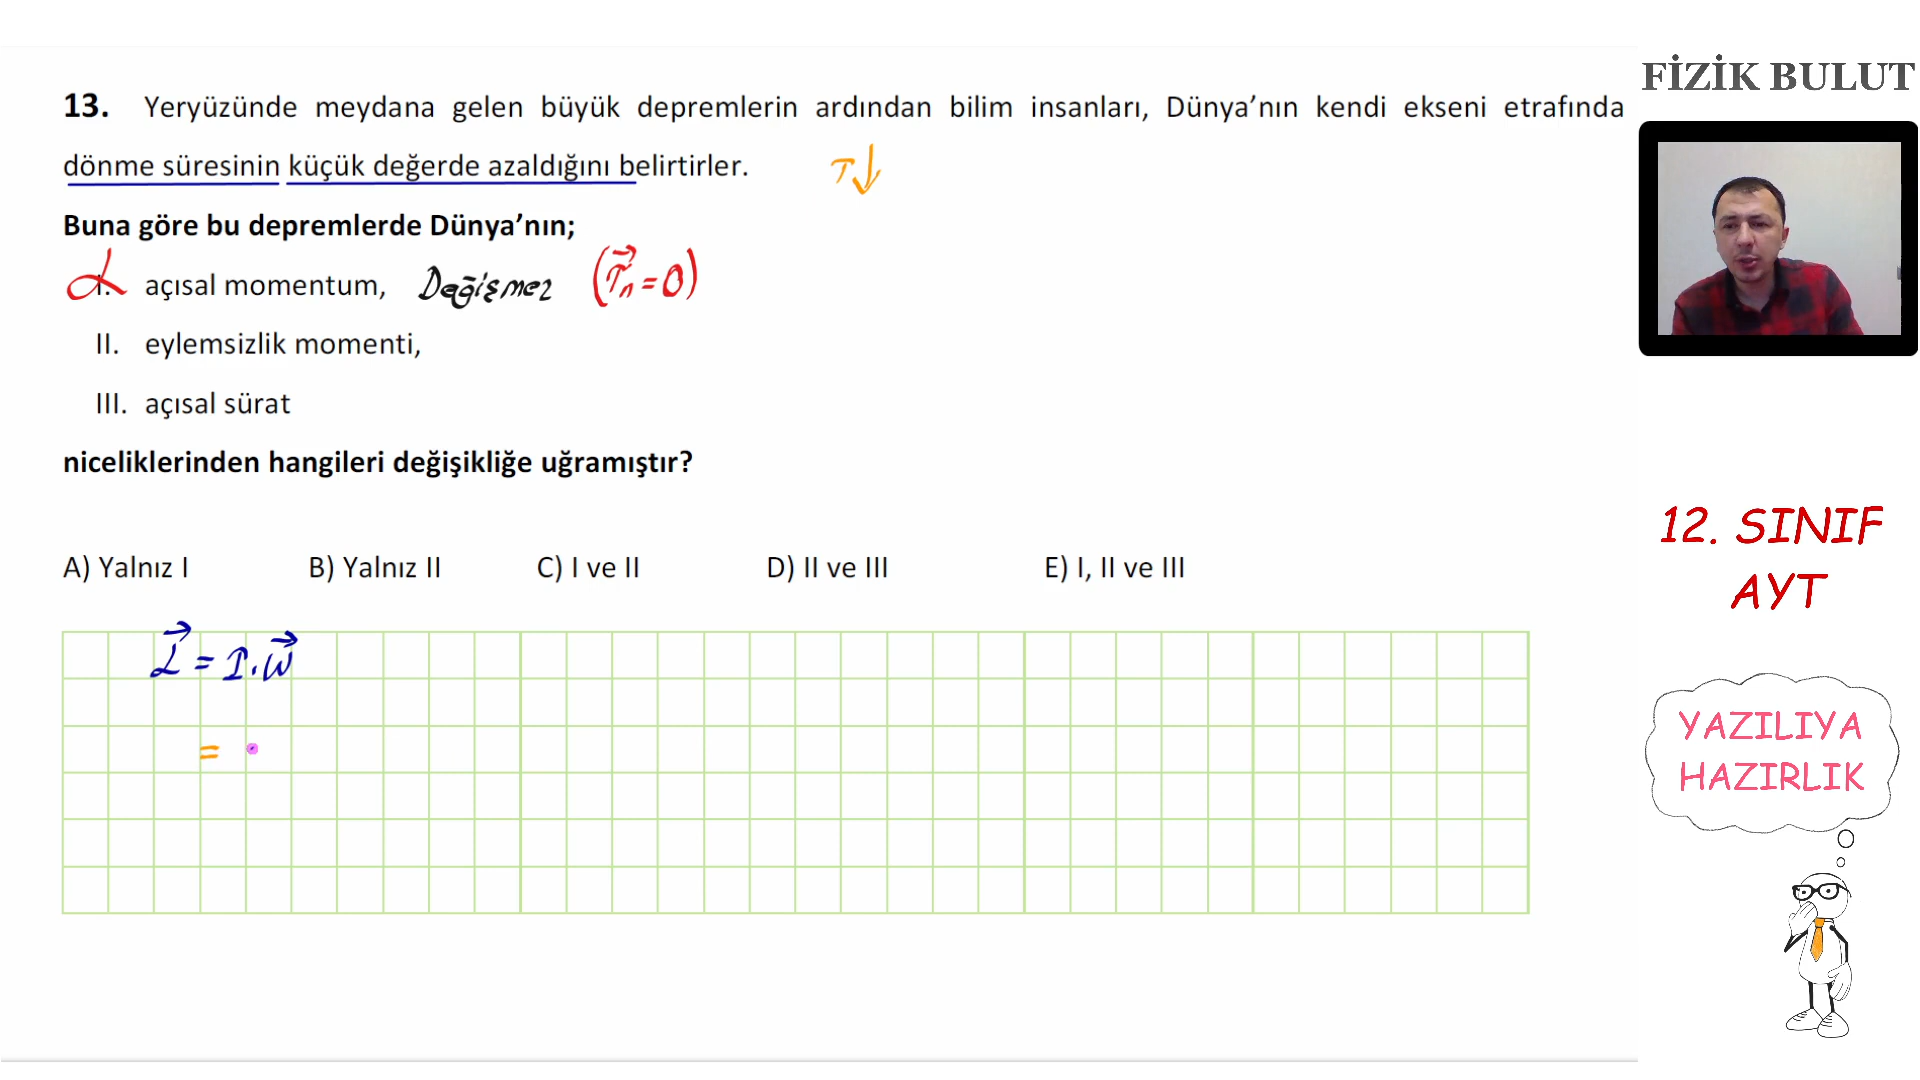 FİZİK BULUT
13. Yeryüzünde meydana gelen büyük depremlerin ardından bilim insanları, Dünya'nın kendi ekseni etrafında
dönme süresinin küçük değerde azaldığını belirtirler. T↓
Buna göre bu depremlerde Dünya'nın;
I. açısal momentum, Değişmez (τ⃗n = 0)
II. eylemsizlik momenti,
III. açısal sürat
niceliklerinden hangileri değişikliğe uğramıştır?
A) Yalnız I B) Yalnız II C) I ve II D) II ve III E) I, II ve III
L⃗ = I.ω⃗
=
12. SINIF
AYT
YAZILIYA
HAZIRLIK